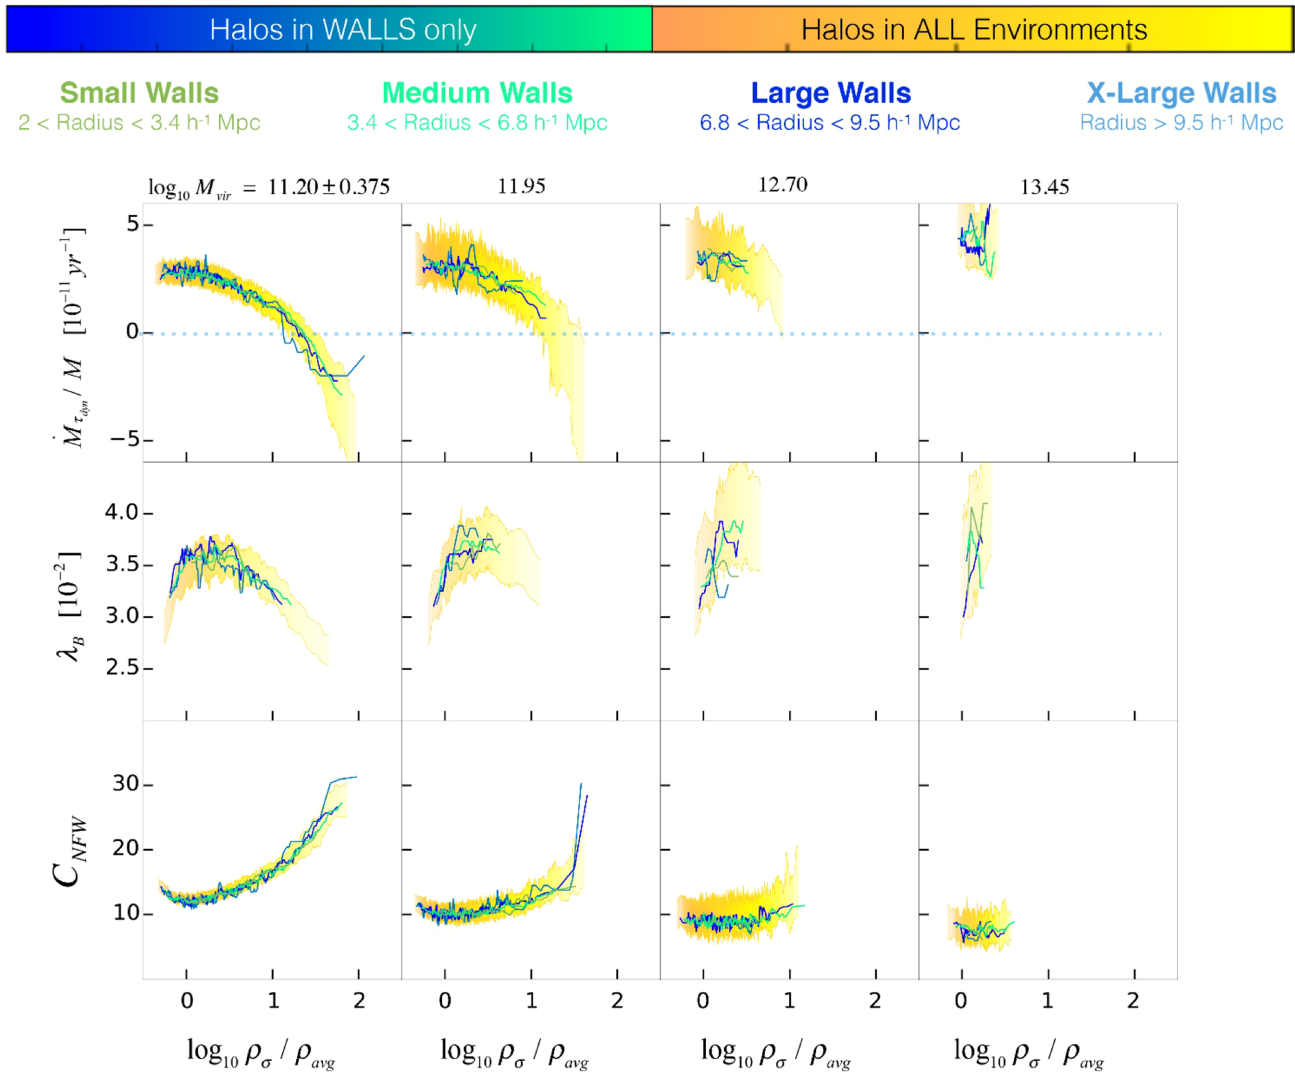 Halos in WALLS only Halos in ALL Environments
Small Walls Medium Walls Large Walls X-Large Walls
2 < Radius < 3.4 h⁻¹ Mpc 3.4 < Radius < 6.8 h⁻¹ Mpc 6.8 < Radius < 9.5 h⁻¹ Mpc Radius > 9.5 h⁻¹ Mpc
log₁₀ M_vir = 11.20 ± 0.375 11.95 12.70 13.45
Ṁ_τ_dyn / M [10⁻¹¹ yr⁻¹]
5
0
−5
λ_B [10⁻²]
4.0
3.5
3.0
2.5
C_NFW
30
20
10
0 1 2 0 1 2 0 1 2 0 1 2
log₁₀ ρ_σ / ρ_avg log₁₀ ρ_σ / ρ_avg log₁₀ ρ_σ / ρ_avg log₁₀ ρ_σ / ρ_avg